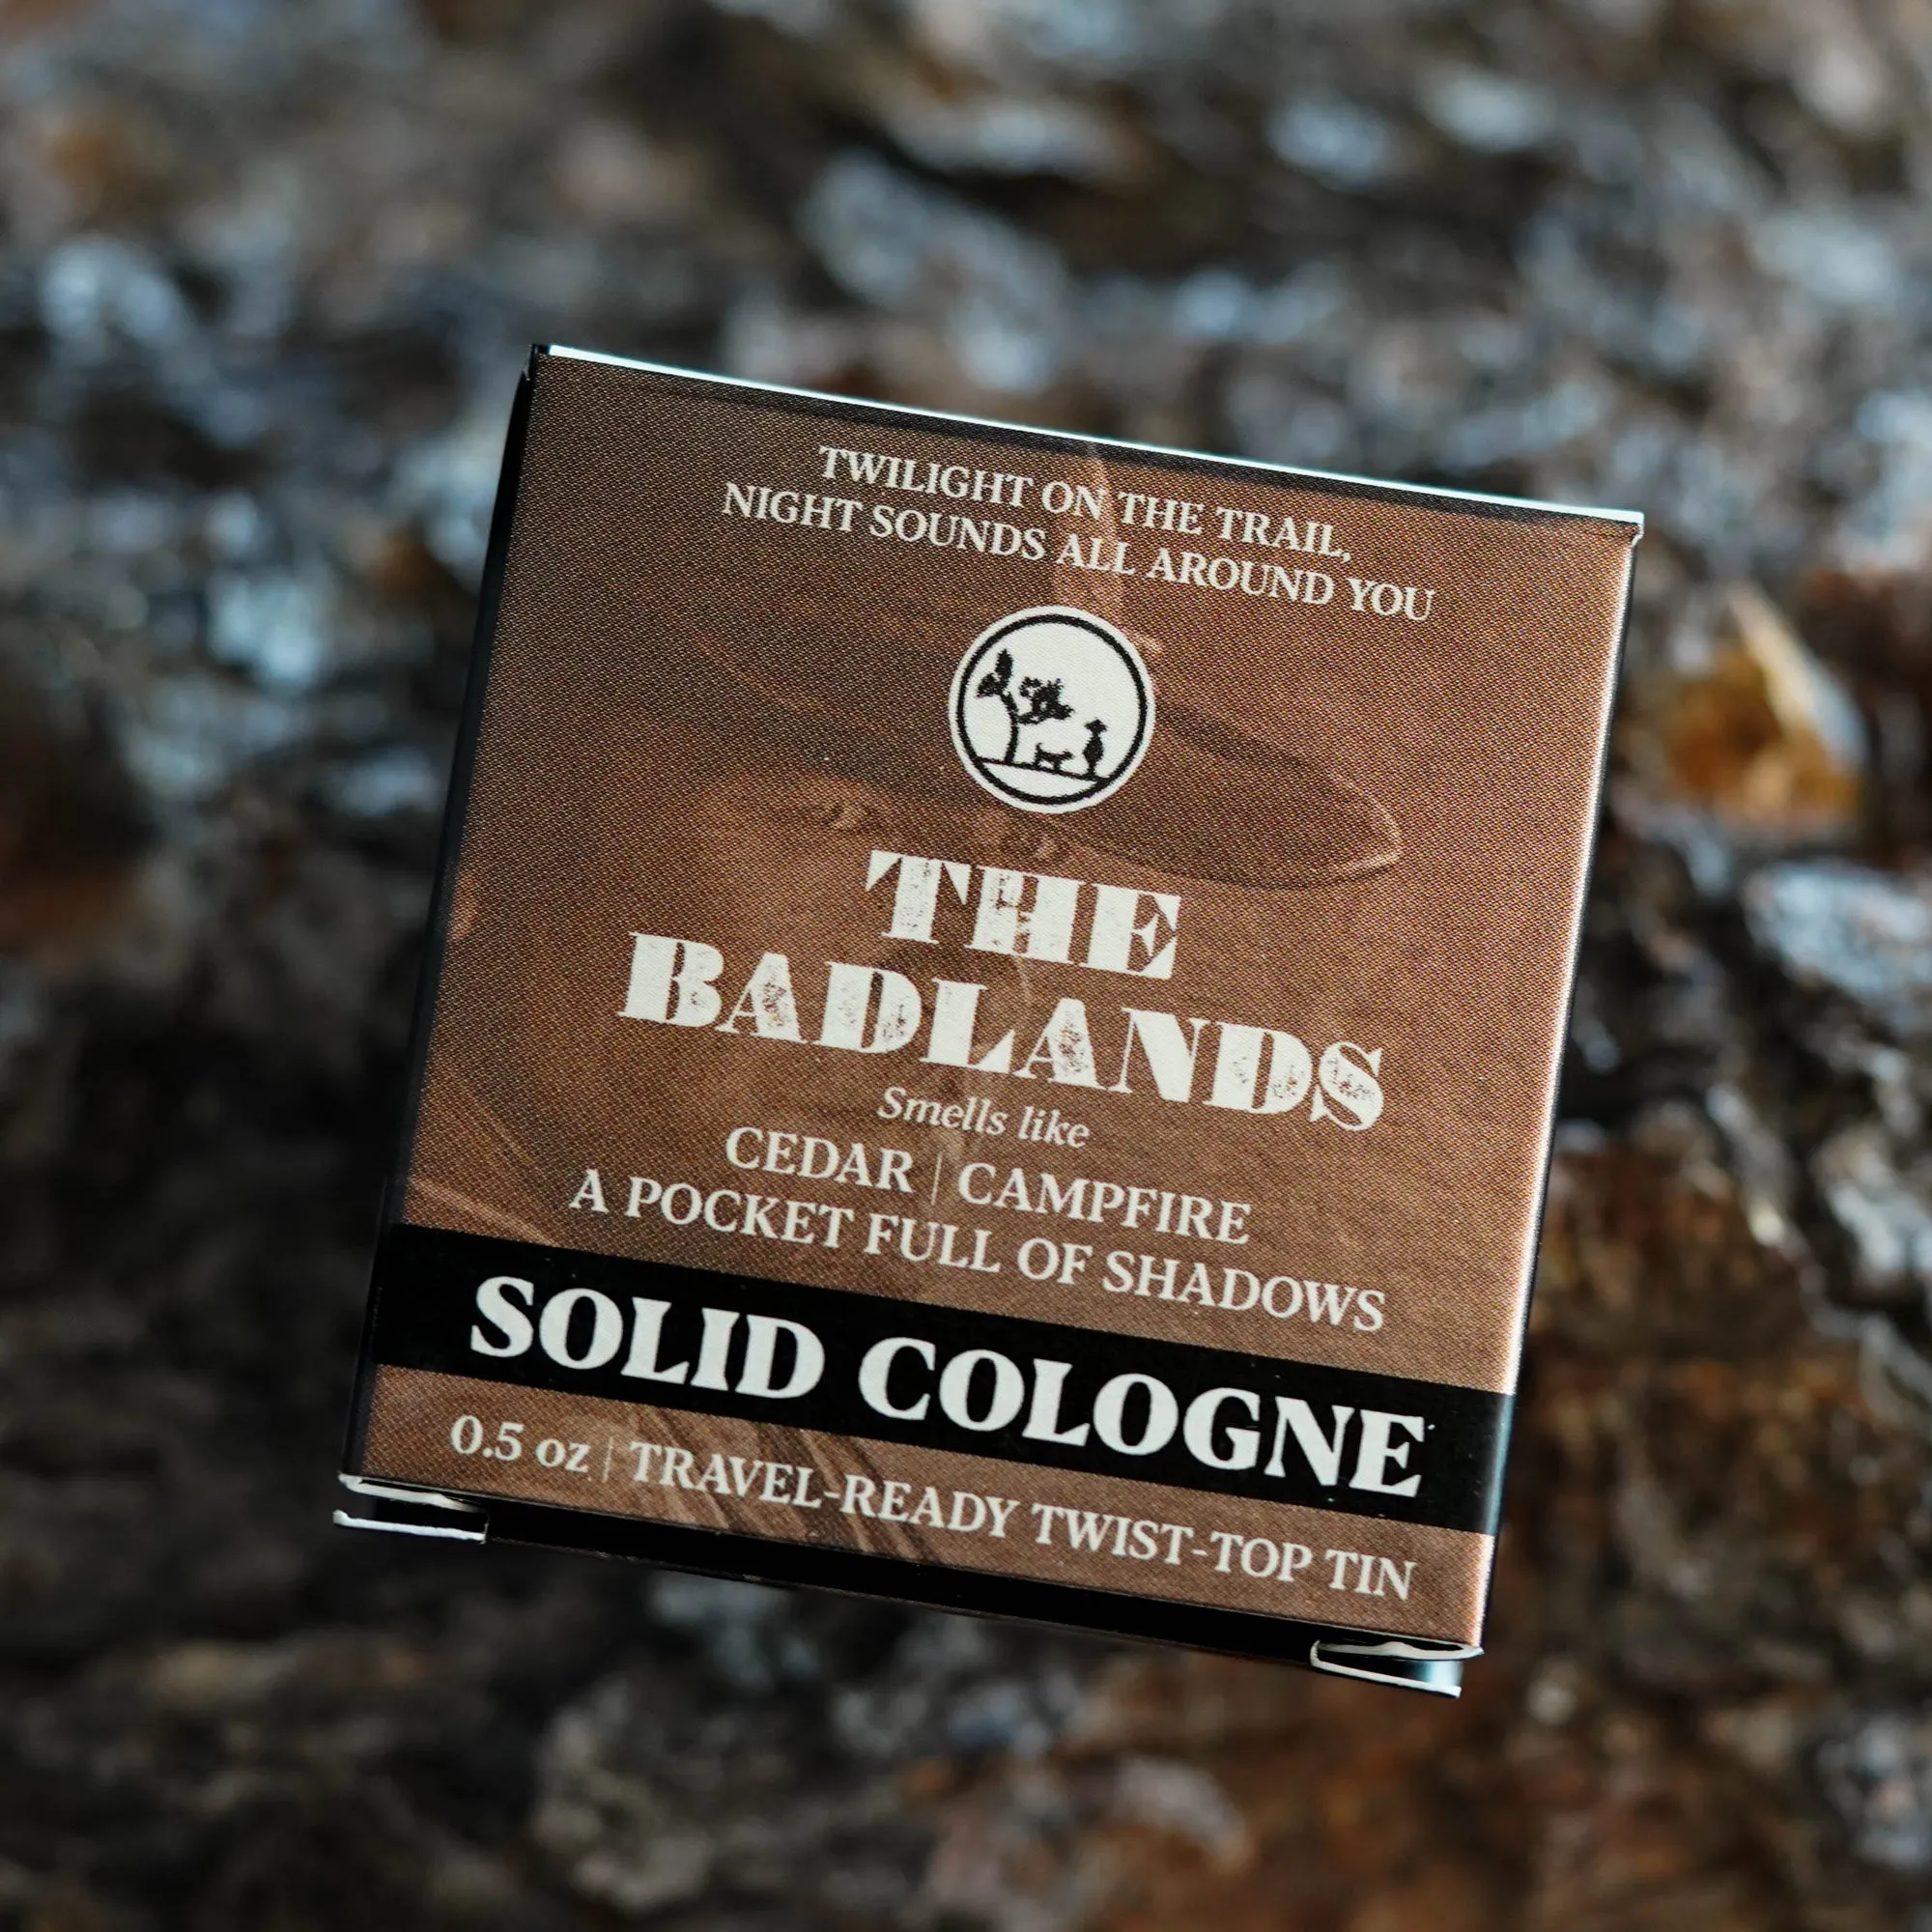 TWILIGHT ON THE TRAIL,
NIGHT SOUNDS ALL AROUND YOU
THE
BADLANDS
Smells like
CEDAR | CAMPFIRE
A POCKET FULL OF SHADOWS
SOLID COLOGNE
0.5 oz | TRAVEL-READY TWIST-TOP TIN